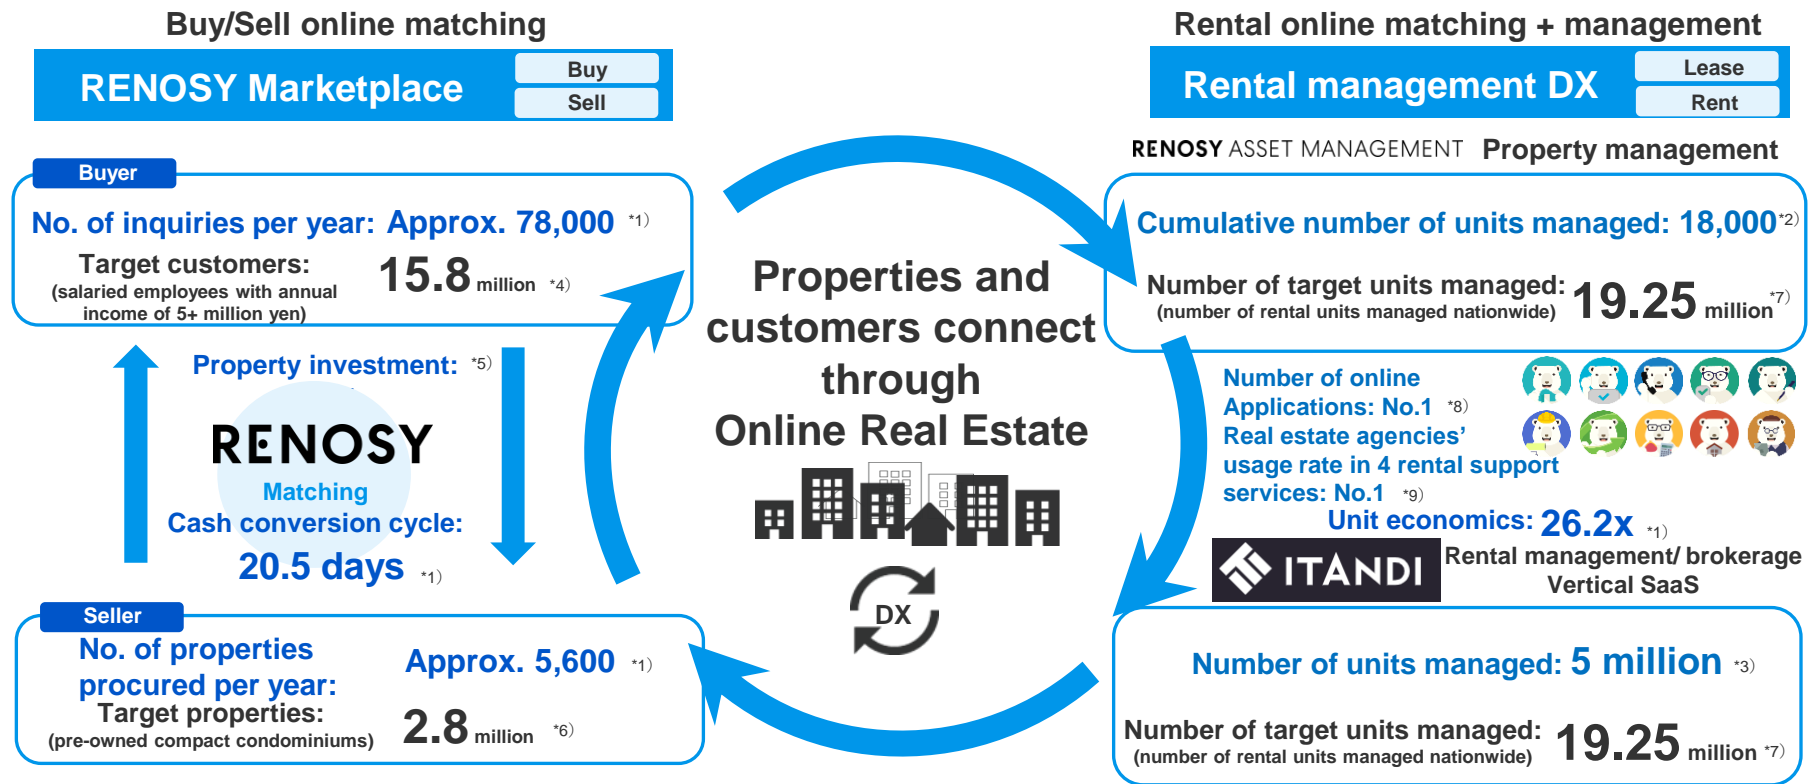 Buy/Sell online matching
RENOSY Marketplace
Buy
Sell
Buyer
No. of inquiries per year: Approx. 78,000 *1)
Target customers:
(salaried employees with annual
income of 5+ million yen)
15.8 million *4)
Property investment: *5)
RENOSY
Matching
Cash conversion cycle:
20.5 days *1)
Seller
No. of properties
procured per year:
Approx. 5,600 *1)
Target properties:
(pre-owned compact condominiums)
2.8 million *6)
Properties and
customers connect
through
Online Real Estate
DX
Rental online matching + management
Rental management DX
Lease
Rent
RENOSY ASSET MANAGEMENT Property management
Cumulative number of units managed: 18,000 *2)
Number of target units managed:
(number of rental units managed nationwide)
19.25 million *7)
Number of online
Applications: No.1 *8)
Real estate agencies’
usage rate in 4 rental support
services: No.1 *9)
Unit economics: 26.2x *1)
ITANDI
Rental management/ brokerage
Vertical SaaS
Number of units managed: 5 million *3)
Number of target units managed:
(number of rental units managed nationwide)
19.25 million *7)